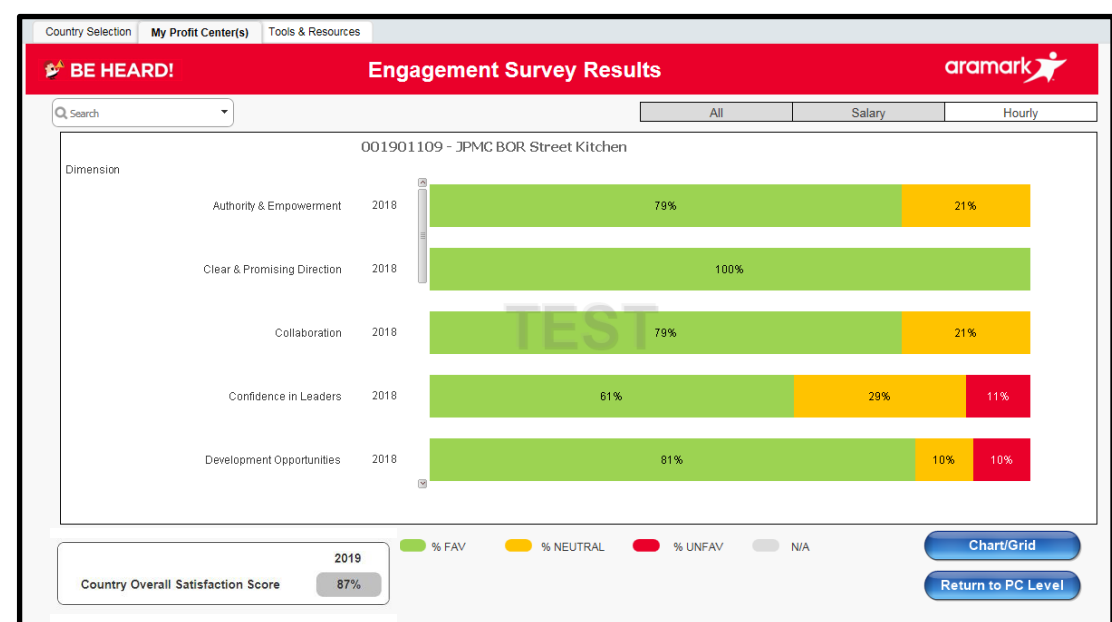 Country Selection My Profit Center(s) Tools & Resources
BE HEARD! Engagement Survey Results aramark
Search All Salary Hourly
001901109 - JPMC BOR Street Kitchen
Dimension
Authority & Empowerment 2018 79% 21%
Clear & Promising Direction 2018 100%
TEST
Collaboration 2018 79% 21%
Confidence in Leaders 2018 61% 29% 11%
Development Opportunities 2018 81% 10% 10%
% FAV % NEUTRAL % UNFAV N/A Chart/Grid
2019
Country Overall Satisfaction Score 87% Return to PC Level